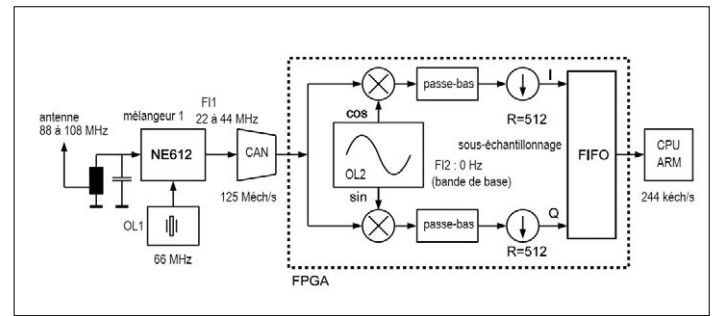 antenne
88 à 108 MHz
mélangeur 1
NE612
OL1
66 MHz
FI1
22 à 44 MHz
CAN
125 Méch/s
cos
OL2
sin
passe-bas
R=512
I
sous-échantillonnage
FI2 : 0 Hz
(bande de base)
passe-bas
R=512
Q
FIFO
FPGA
CPU
ARM
244 kéch/s